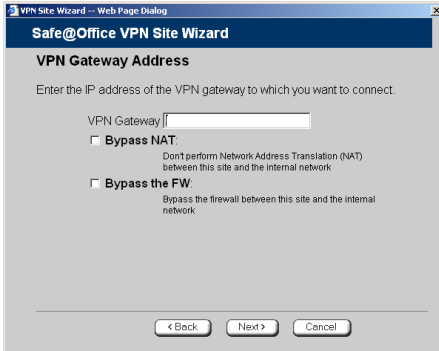 VPN Site Wizard -- Web Page Dialog
Safe@Office VPN Site Wizard
VPN Gateway Address
Enter the IP address of the VPN gateway to which you want to connect.
VPN Gateway
Bypass NAT:
Don't perform Network Address Translation (NAT)
between this site and the internal network
Bypass the FW:
Bypass the firewall between this site and the internal
network
< Back Next > Cancel